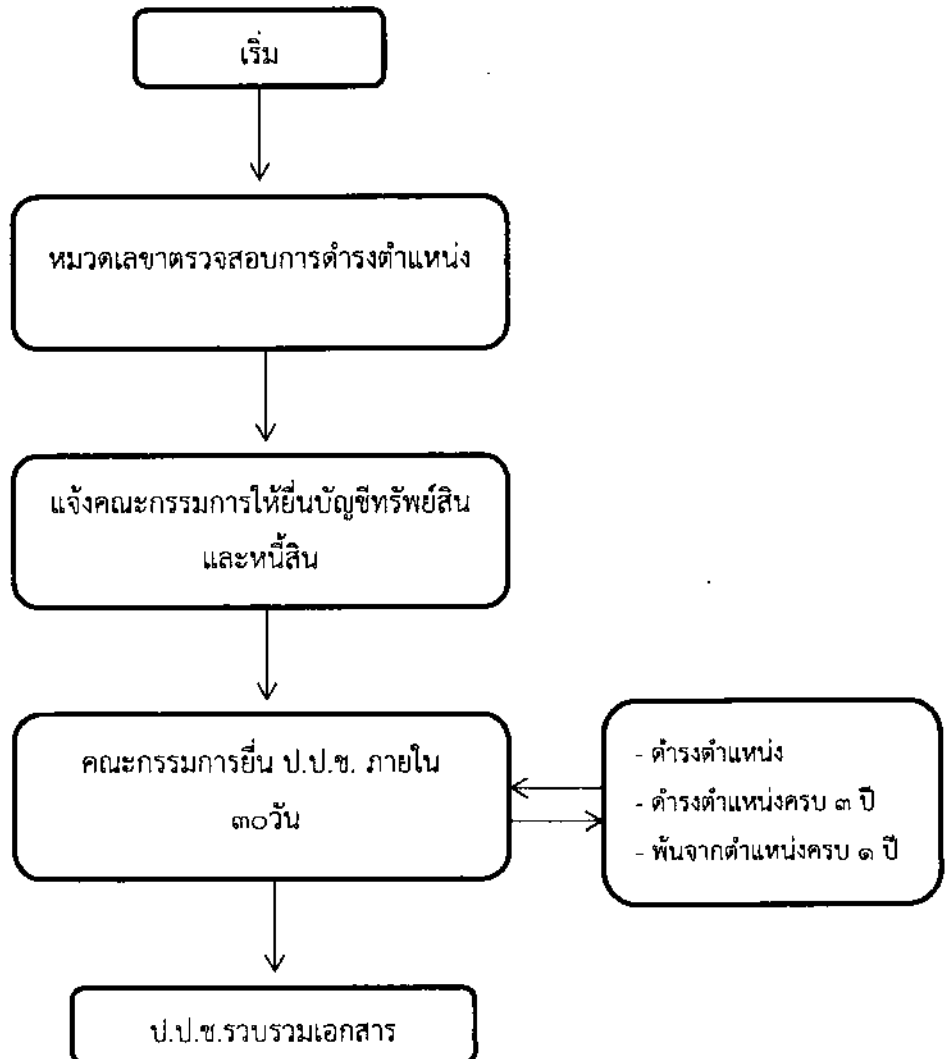 เริ่ม
หมวดเลขาตรวจสอบการดำรงตำแหน่ง
แจ้งคณะกรรมการให้ยื่นบัญชีทรัพย์สิน
และหนี้สิน
คณะกรรมการยื่น ป.ป.ช. ภายใน
๓๐วัน
- ดำรงตำแหน่ง
- ดำรงตำแหน่งครบ ๓ ปี
- พ้นจากตำแหน่งครบ ๑ ปี
ป.ป.ช.รวบรวมเอกสาร